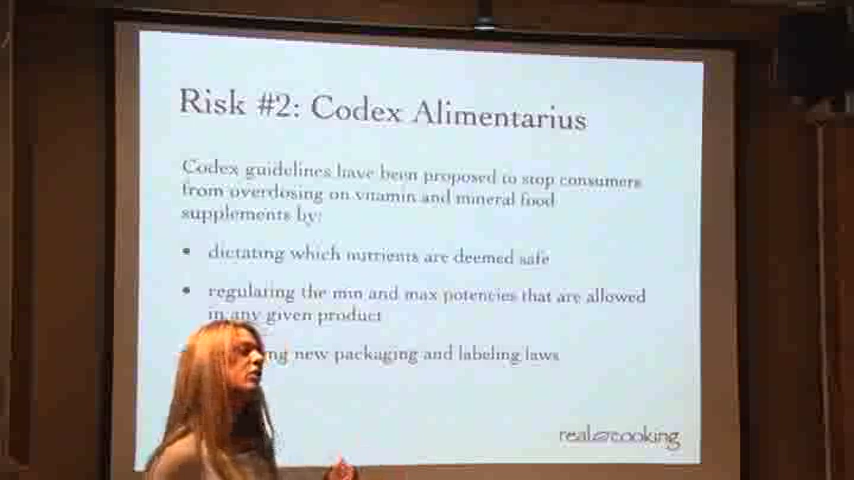 Risk #2: Codex Alimentarius
Codex guidelines have been proposed to stop consumers
from overdosing on vitamin and mineral food
supplements by:
• dictating which nutrients are deemed safe
• regulating the min and max potencies that are allowed
in any given product
new packaging and labeling laws
real cooking